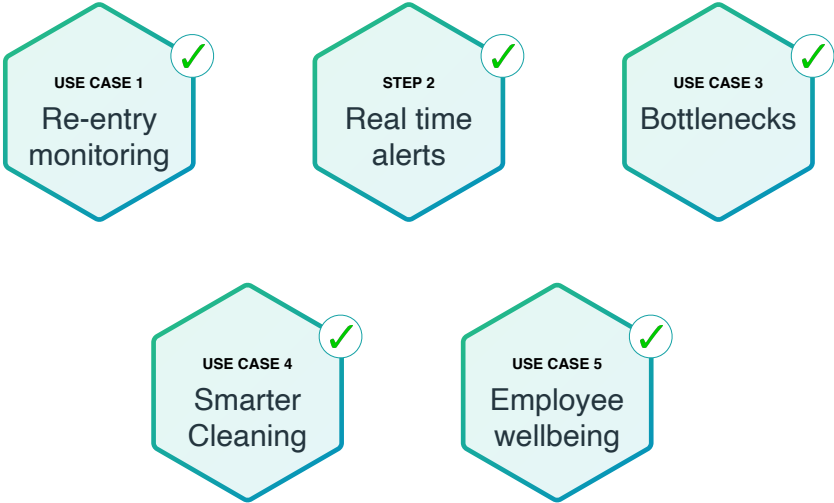 USE CASE 1
Re-entry
monitoring
STEP 2
Real time
alerts
USE CASE 3
Bottlenecks
USE CASE 4
Smarter
Cleaning
USE CASE 5
Employee
wellbeing